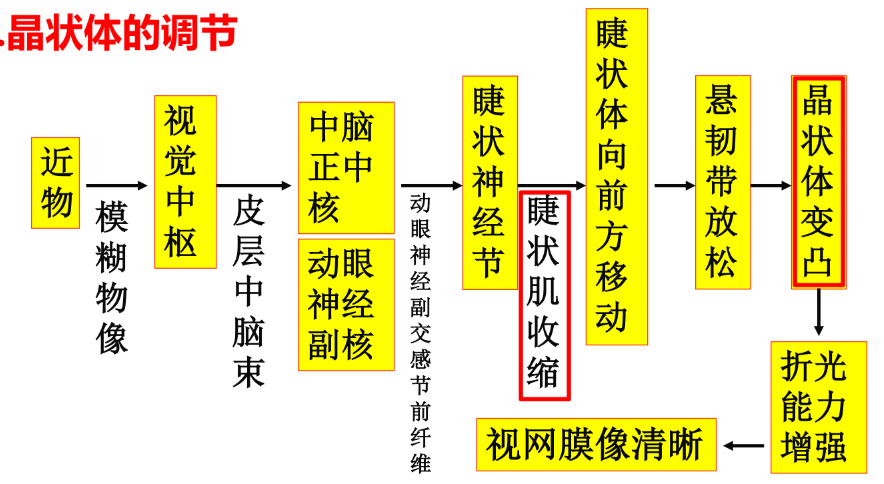 .晶状体的调节
近
物
模
糊
物
像
视
觉
中
枢
皮
层
中
脑
束
中脑
正中
核
动眼
神经
副核
动
眼
神
经
副
交
感
节
前
纤
维
睫
状
神
经
节
睫
状
肌
收
缩
睫
状
体
向
前
方
移
动
悬
韧
带
放
松
晶
状
体
变
凸
折光
能力
增强
视网膜像清晰